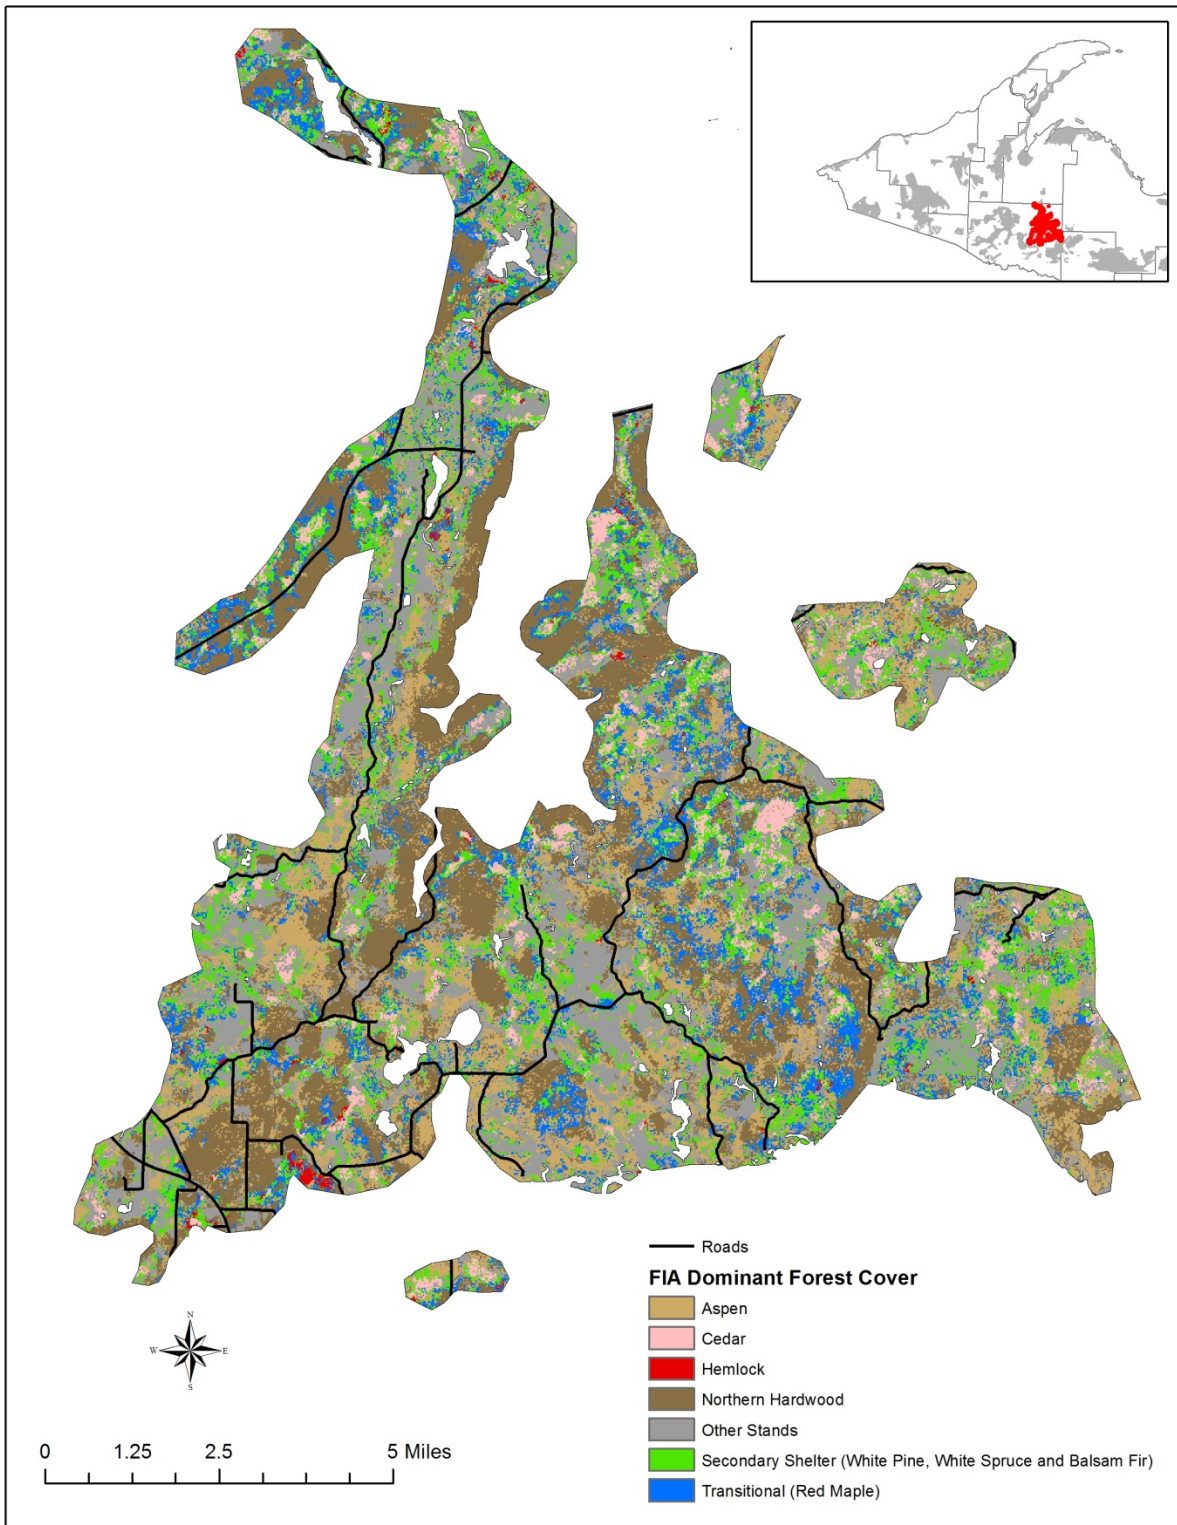 Roads
FIA Dominant Forest Cover
Aspen
Cedar
Hemlock
Northern Hardwood
Other Stands
Secondary Shelter (White Pine, White Spruce and Balsam Fir)
Transitional (Red Maple)
N
W E
S
0 1.25 2.5 5 Miles